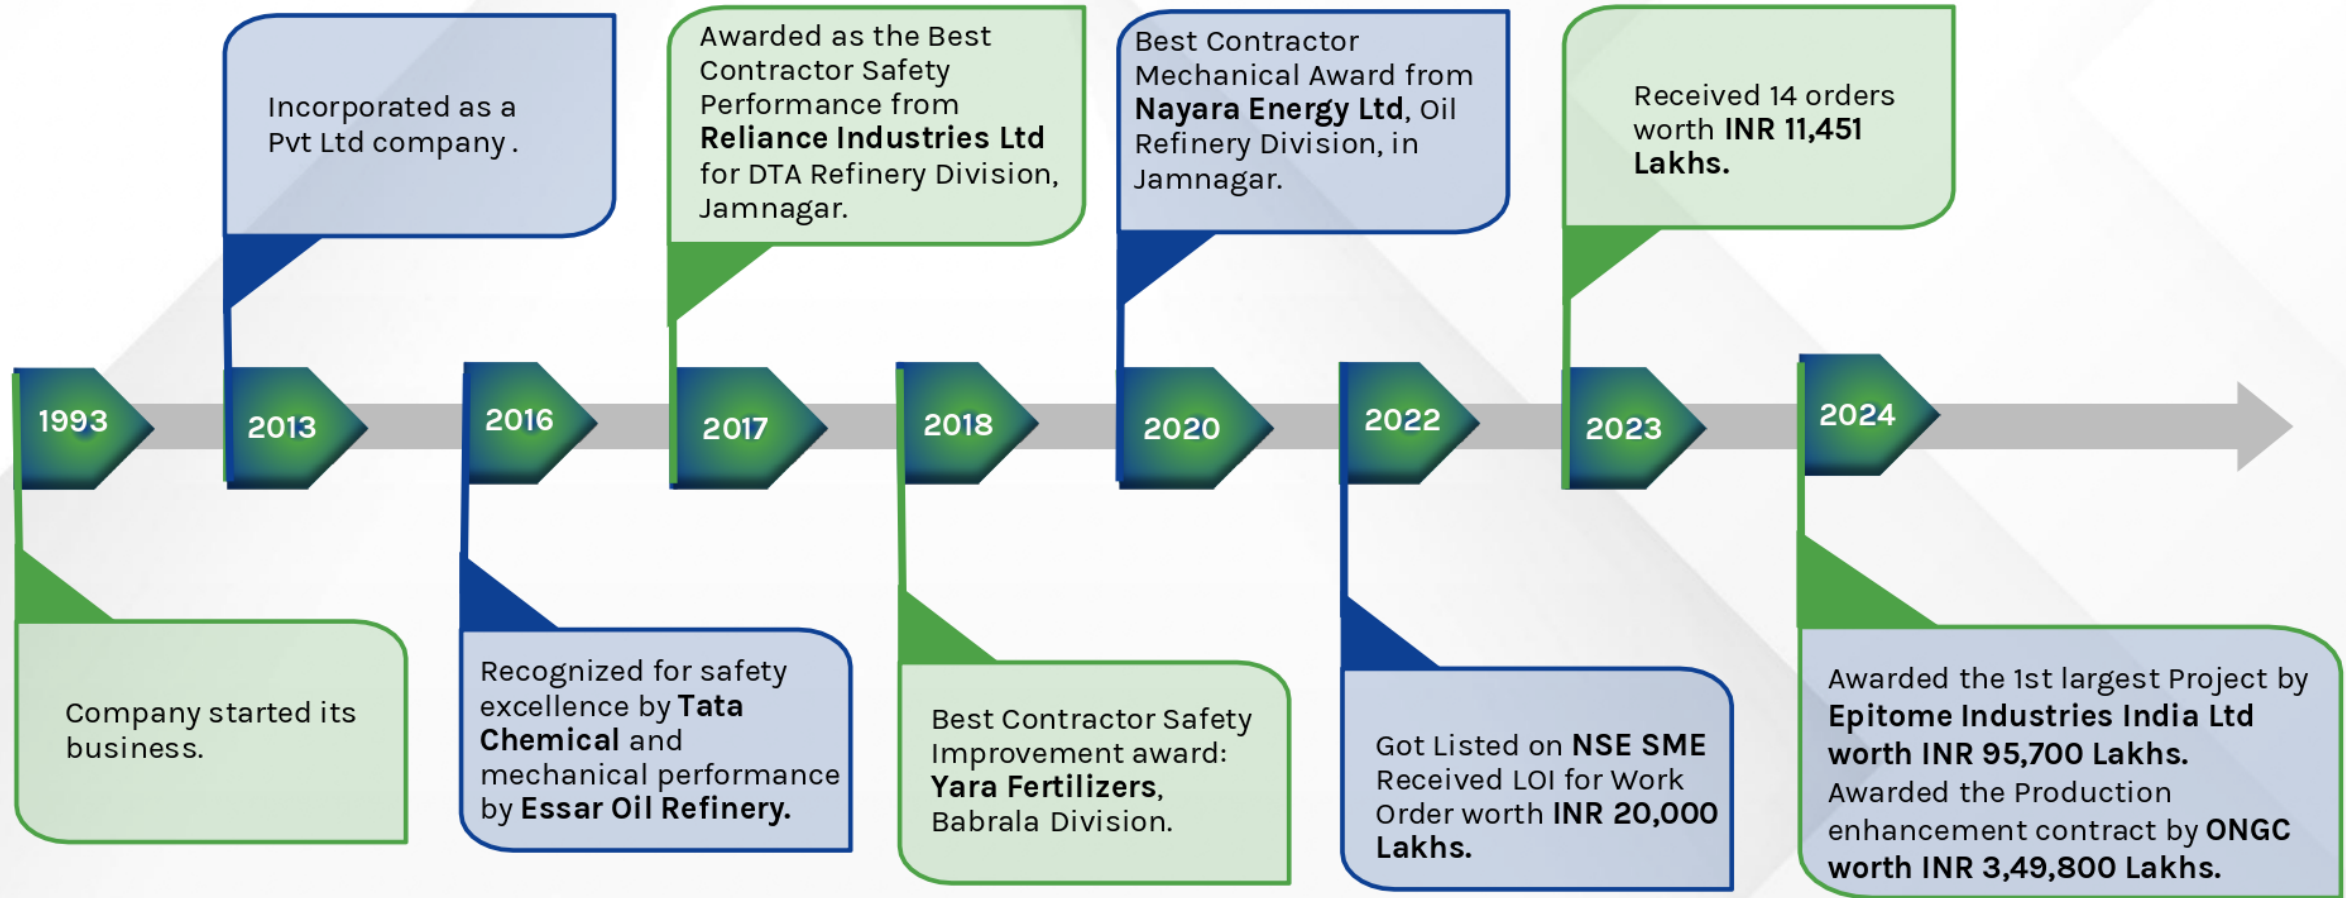 1993
Company started its
business.
2013
Incorporated as a
Pvt Ltd company .
2016
Recognized for safety
excellence by Tata
Chemical and
mechanical performance
by Essar Oil Refinery.
2017
Awarded as the Best
Contractor Safety
Performance from
Reliance Industries Ltd
for DTA Refinery Division,
Jamnagar.
2018
Best Contractor Safety
Improvement award:
Yara Fertilizers,
Babrala Division.
2020
Best Contractor
Mechanical Award from
Nayara Energy Ltd, Oil
Refinery Division, in
Jamnagar.
2022
Got Listed on NSE SME
Received LOI for Work
Order worth INR 20,000
Lakhs.
2023
Received 14 orders
worth INR 11,451
Lakhs.
2024
Awarded the 1st largest Project by
Epitome Industries India Ltd
worth INR 95,700 Lakhs.
Awarded the Production
enhancement contract by ONGC
worth INR 3,49,800 Lakhs.